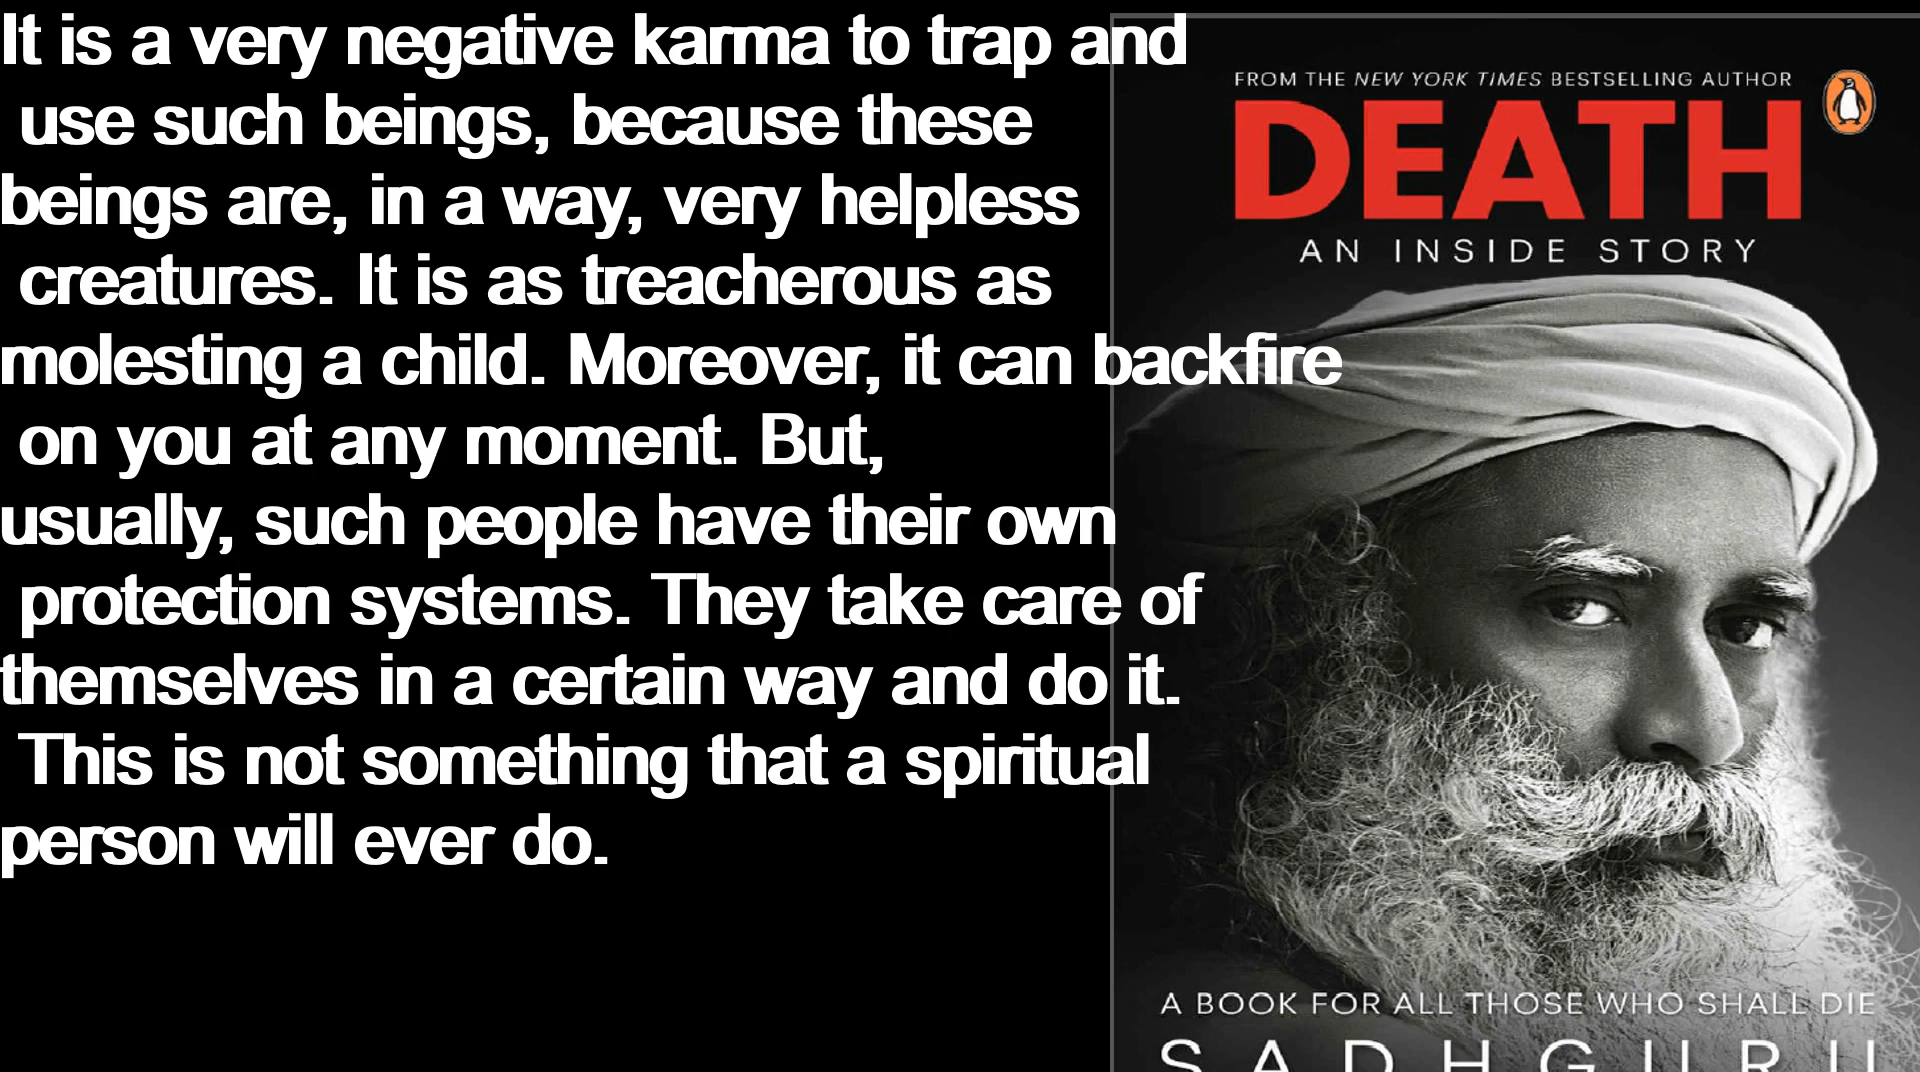 It is a very negative karma to trap and
use such beings, because these
beings are, in a way, very helpless
creatures. It is as treacherous as
molesting a child. Moreover, it can backfire
on you at any moment. But,
usually, such people have their own
protection systems. They take care of
themselves in a certain way and do it.
This is not something that a spiritual
person will ever do.
FROM THE NEW YORK TIMES BESTSELLING AUTHOR
DEATH
AN INSIDE STORY
A BOOK FOR ALL THOSE WHO SHALL DIE
SADHGURU